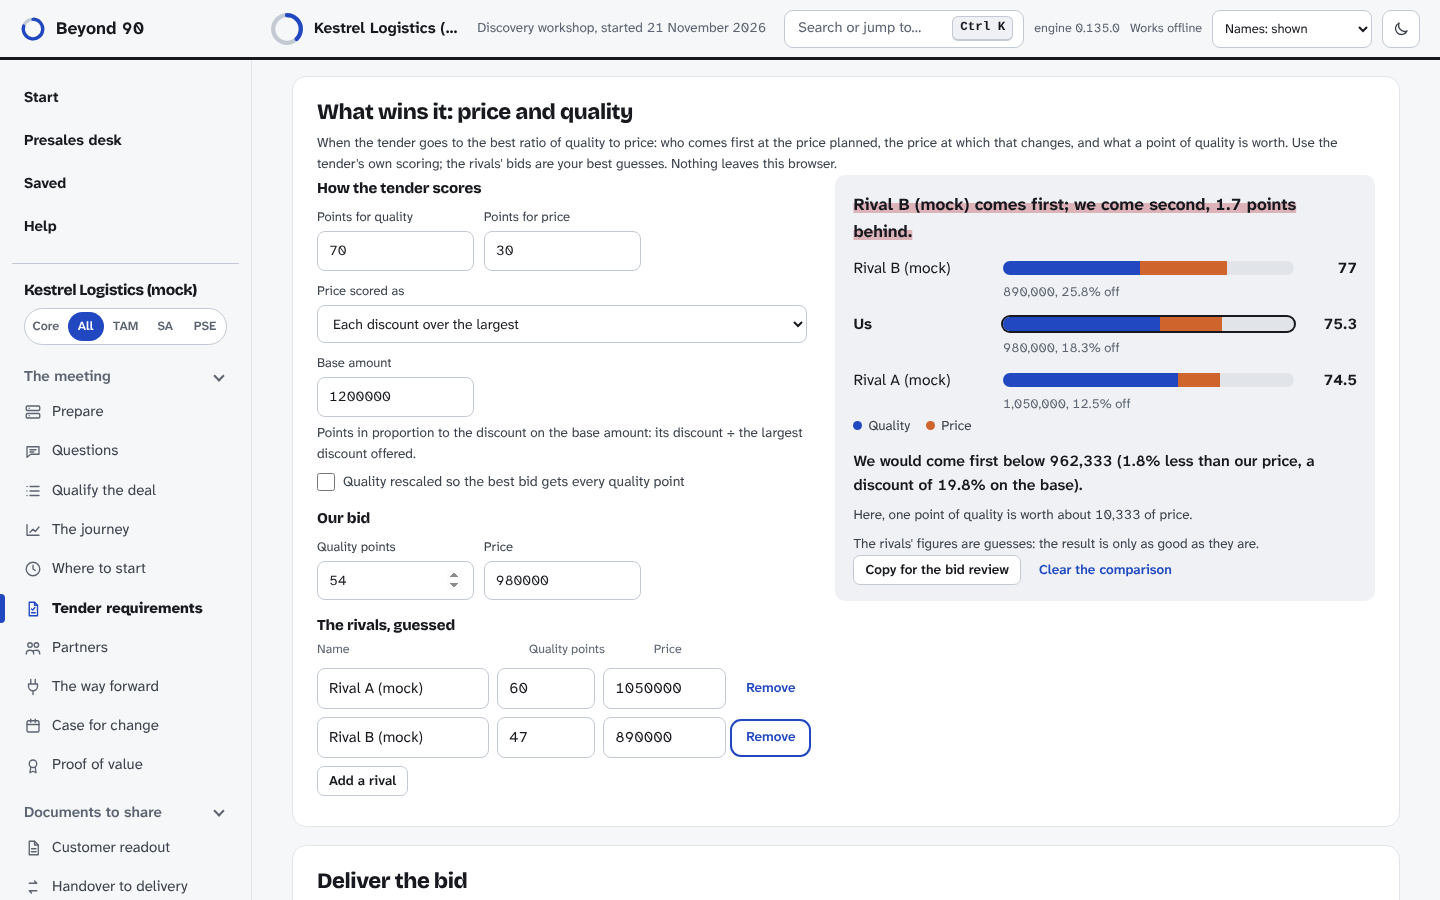 Beyond 90
Kestrel Logistics (...
Discovery workshop, started 21 November 2026
Search or jump to...
Ctrl K
engine 0.135.0
Works offline
Names: shown
Start
Presales desk
Saved
Help
Kestrel Logistics (mock)
Core
All
TAM
SA
PSE
The meeting
Prepare
Questions
Qualify the deal
The journey
Where to start
Tender requirements
Partners
The way forward
Case for change
Proof of value
Documents to share
Customer readout
Handover to delivery
What wins it: price and quality
When the tender goes to the best ratio of quality to price: who comes first at the price planned, the price at which that changes, and what a point of quality is worth. Use the
tender's own scoring; the rivals' bids are your best guesses. Nothing leaves this browser.
How the tender scores
Points for quality
Points for price
70
30
Price scored as
Each discount over the largest
Base amount
1200000
Points in proportion to the discount on the base amount: its discount ÷ the largest
discount offered.
Quality rescaled so the best bid gets every quality point
Our bid
Quality points
Price
54
980000
The rivals, guessed
Name
Quality points
Price
Rival A (mock)
60
1050000
Remove
Rival B (mock)
47
890000
Remove
Add a rival
Rival B (mock) comes first; we come second, 1.7 points
behind.
Rival B (mock)
77
890,000, 25.8% off
Us
75.3
980,000, 18.3% off
Rival A (mock)
74.5
1,050,000, 12.5% off
Quality
Price
We would come first below 962,333 (1.8% less than our price, a
discount of 19.8% on the base).
Here, one point of quality is worth about 10,333 of price.
The rivals' figures are guesses: the result is only as good as they are.
Copy for the bid review
Clear the comparison
Deliver the bid